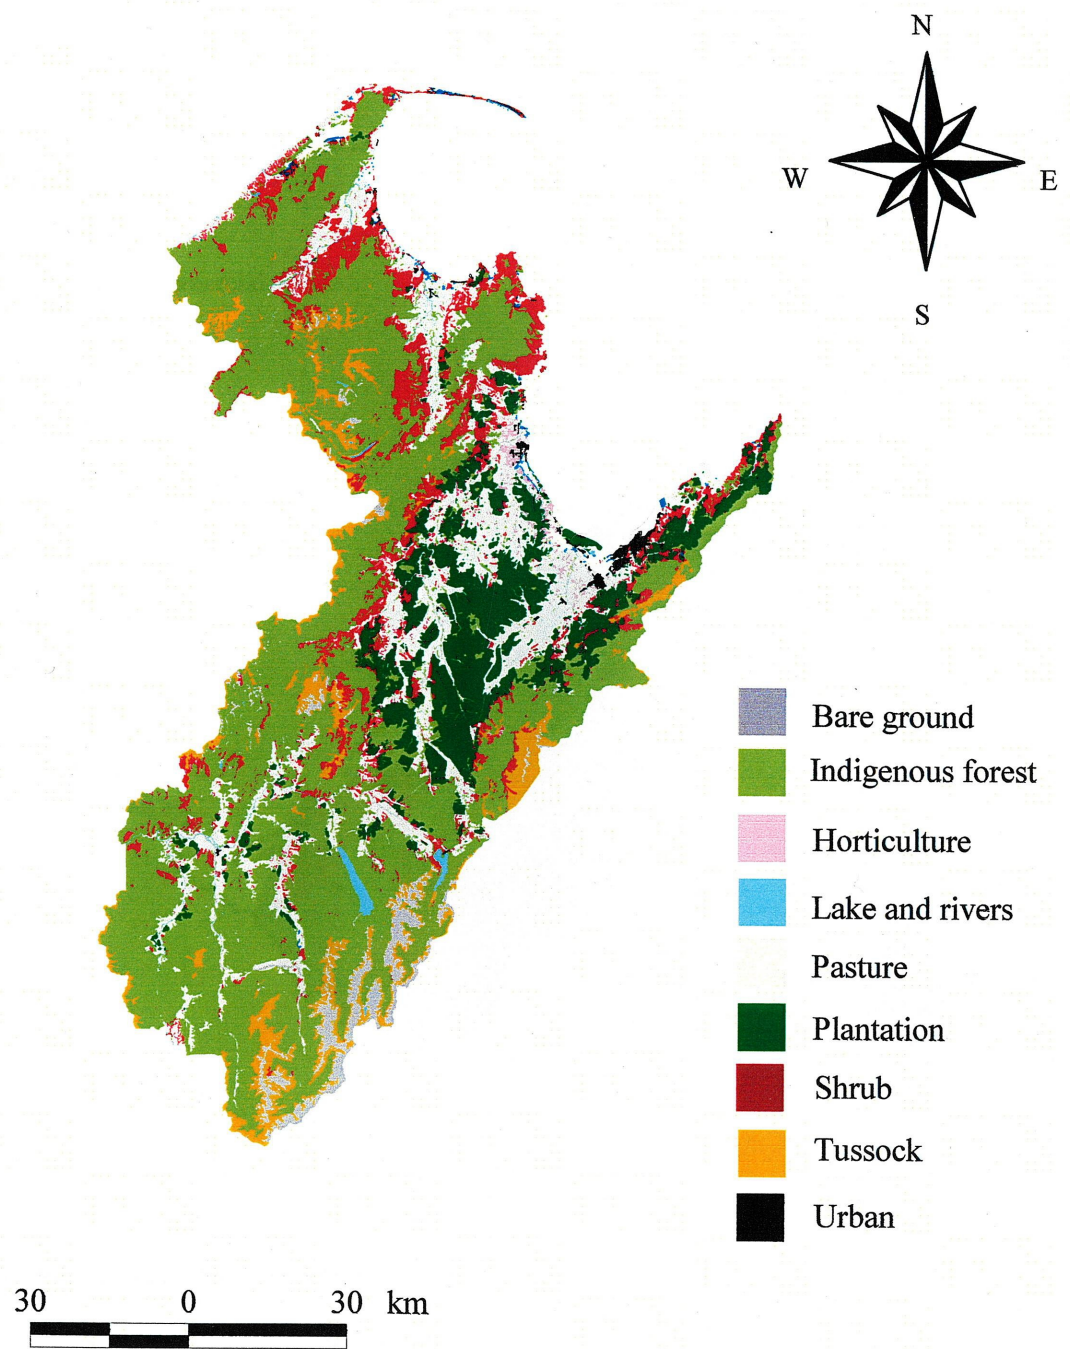 N
W
E
S
Bare ground
Indigenous forest
Horticulture
Lake and rivers
Pasture
Plantation
Shrub
Tussock
Urban
30 0 30 km